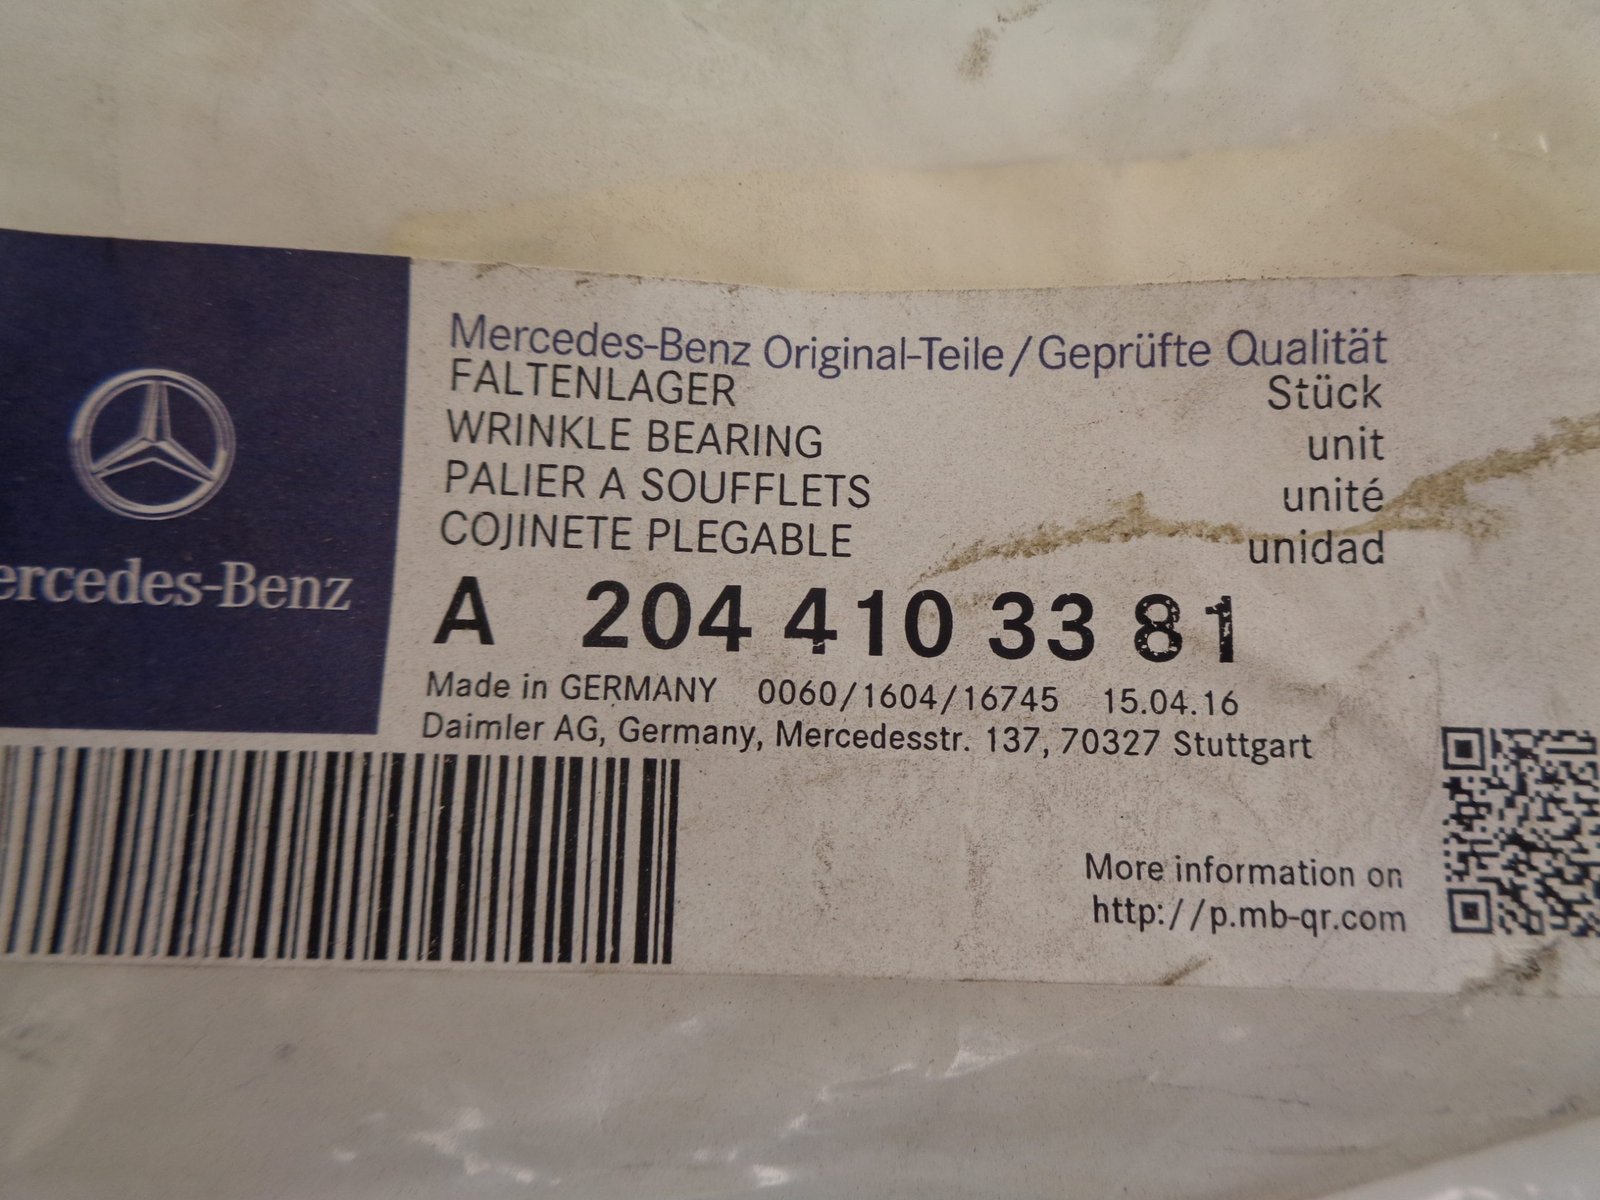 Mercedes-Benz Original-Teile/Geprüfte Qualität
FALTENLAGER Stück
WRINKLE BEARING unit
PALIER A SOUFFLETS unité
COJINETE PLEGABLE unidad
ercedes-Benz
A 204 410 33 81
Made in GERMANY 0060/1604/16745 15.04.16
Daimler AG, Germany, Mercedesstr. 137, 70327 Stuttgart
More information on
http://p.mb-qr.com